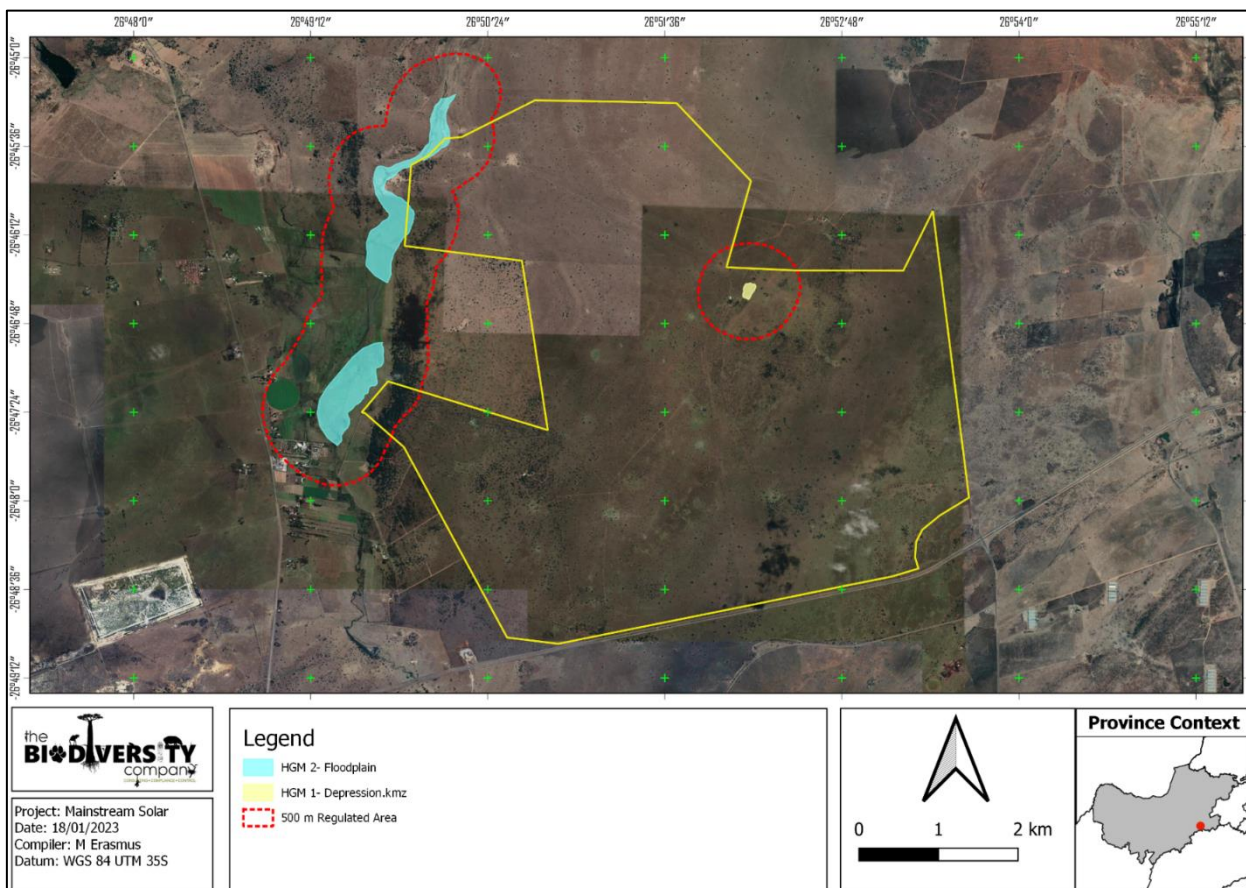 26°48'0" 26°49'12" 26°50'24" 26°51'36" 26°52'48" 26°54'0" 26°55'12"
-26°45'0"
-26°45'36"
-26°46'12"
-26°46'48"
-26°47'24"
-26°48'0"
-26°48'36"
-26°49'12"
the
BIODIVERSITY
company
Project: Mainstream Solar
Date: 18/01/2023
Compiler: M Erasmus
Datum: WGS 84 UTM 35S
Legend
HGM 2- Floodplain
HGM 1- Depression.kmz
500 m Regulated Area
0 1 2 km
Province Context